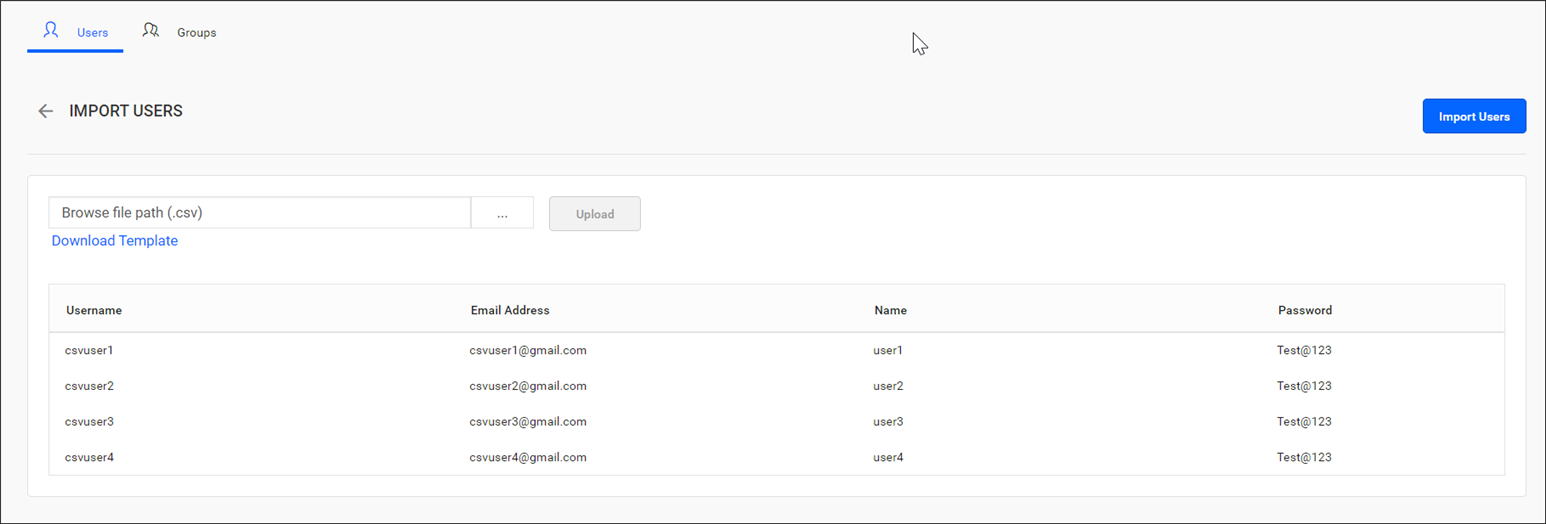 Users Groups
IMPORT USERS
Import Users
Browse file path (.csv) ... Upload
Download Template
Username Email Address Name Password
csvuser1 csvuser1@gmail.com user1 Test@123
csvuser2 csvuser2@gmail.com user2 Test@123
csvuser3 csvuser3@gmail.com user3 Test@123
csvuser4 csvuser4@gmail.com user4 Test@123